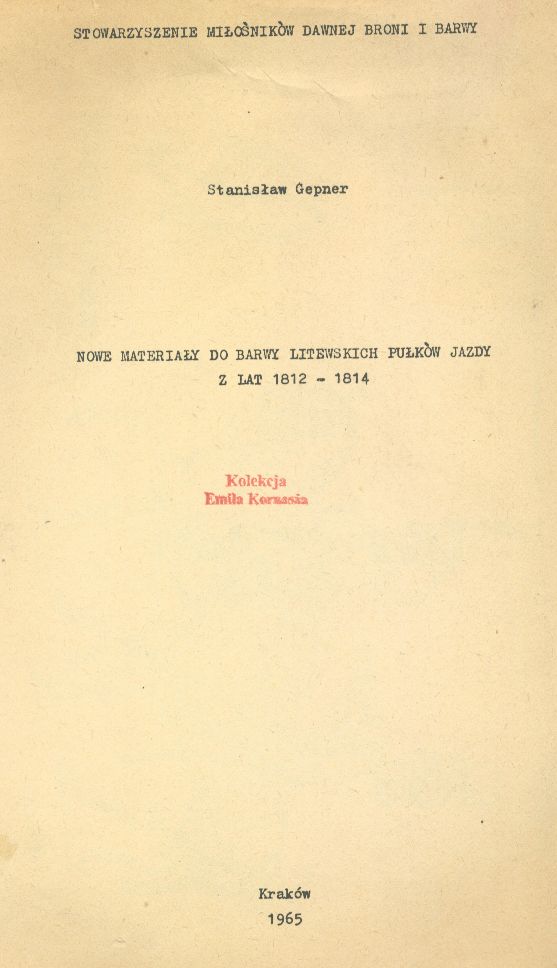 STOWARZYSZENIE MIŁOŚNIKÓW DAWNEJ BRONI I BARWY
Stanisław Gepner
NOWE MATERIAŁY DO BARWY LITEWSKICH PUŁKÓW JAZDY
Z LAT 1812 - 1814
Kolekcja
Emila Kornasia
Kraków
1965